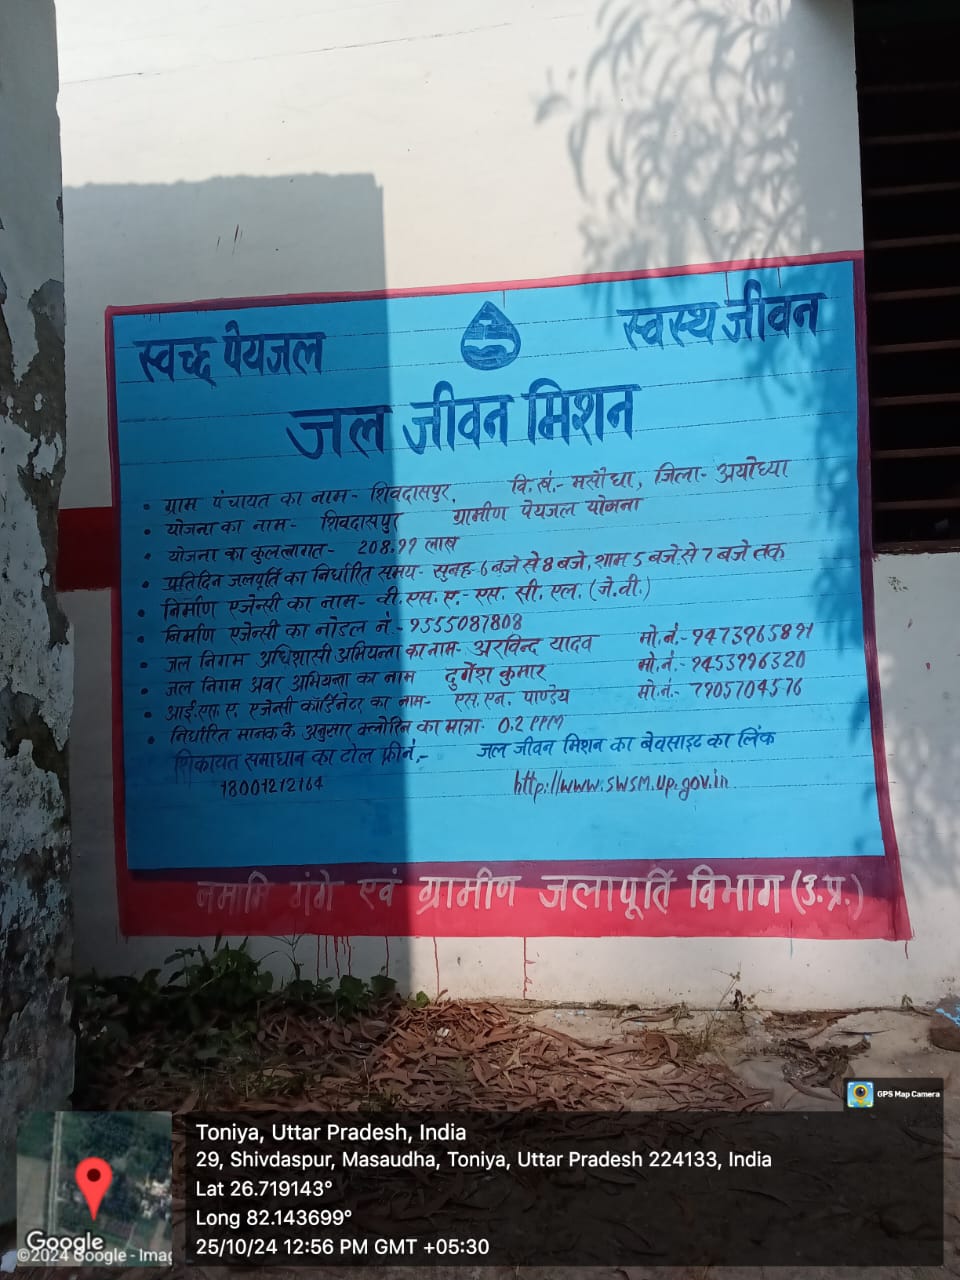 स्वच्छ पेयजल स्वस्थ जीवन
जल जीवन मिशन
• ग्राम पंचायत का नाम- शिवदासपुर, वि.खं.- मसौधा, जिला- अयोध्या
• योजना का नाम- शिवदासपुर ग्रामीण पेयजल योजना
• योजना का कुललागत- 208.99 लाख
• प्रतिदिन जलपूर्ति का निर्धारित समय- सुबह-6 बजे से 8 बजे, शाम 5 बजे से 7 बजे तक
• निर्माण एजेन्सी का नाम- वी.एस.ए.- एस. सी. एल. (जे.वी.)
• निर्माण एजेन्सी का नोडल नं.- 9555087808
• जल निगम अधिशासी अभियन्ता का नाम- अरविन्द यादव मो.नं.-9473965891
• जल निगम अवर अभियन्ता का नाम दुर्गेश कुमार मो.नं.-9453996320
• आई.एस.ए. एजेन्सी कॉर्डिनेटर का नाम- एस.एन. पाण्डेय मो.नं.- 7905704576
• निर्धारित मानक के अनुसार क्लोरिन का मात्रा- 0.2 PPM
शिकायत समाधान का टोल फ्रीनं.- जल जीवन मिशन का बेवसाइट का लिंक
18001212164 http://www.swsm.up.gov.in
नमामि गंगे एवं ग्रामीण जलापूर्ति विभाग (उ.प्र.)
GPS Map Camera
Toniya, Uttar Pradesh, India
29, Shivdaspur, Masaudha, Toniya, Uttar Pradesh 224133, India
Lat 26.719143°
Long 82.143699°
25/10/24 12:56 PM GMT +05:30
Google
©2024 Google - Imag